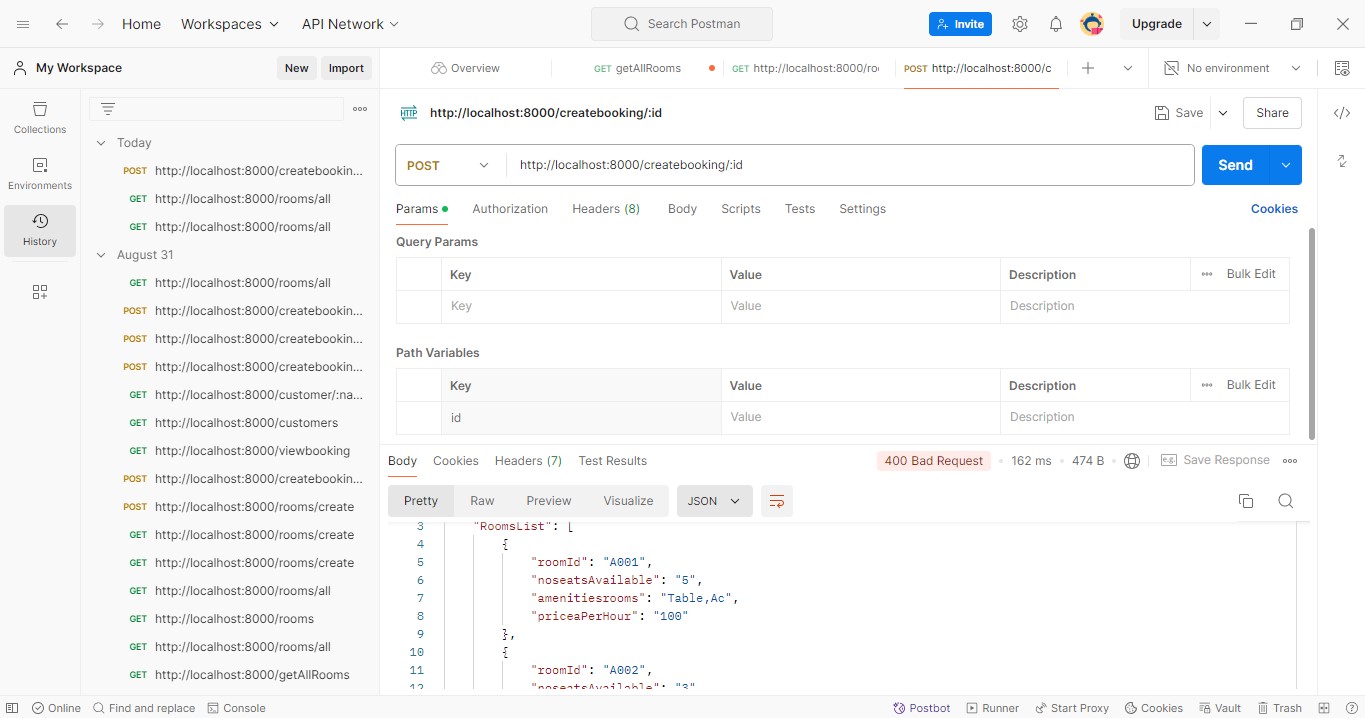 Home Workspaces API Network Search Postman Invite Upgrade
My Workspace New Import Overview GET getAllRooms GET http://localhost:8000/ro POST http://localhost:8000/c No environment
Collections
Environments
History
Today
POST http://localhost:8000/createbookin...
GET http://localhost:8000/rooms/all
GET http://localhost:8000/rooms/all
August 31
GET http://localhost:8000/rooms/all
POST http://localhost:8000/createbookin...
POST http://localhost:8000/createbookin...
POST http://localhost:8000/createbookin...
GET http://localhost:8000/customer/:na...
GET http://localhost:8000/customers
GET http://localhost:8000/viewbooking
POST http://localhost:8000/createbookin...
POST http://localhost:8000/rooms/create
GET http://localhost:8000/rooms/create
GET http://localhost:8000/rooms/create
GET http://localhost:8000/rooms/all
GET http://localhost:8000/rooms
GET http://localhost:8000/rooms/all
GET http://localhost:8000/getAllRooms
HTTP http://localhost:8000/createbooking/:id Save Share
POST http://localhost:8000/createbooking/:id Send
Params Authorization Headers (8) Body Scripts Tests Settings Cookies
Query Params
Key Value Description Bulk Edit
Key Value Description
Path Variables
Key Value Description Bulk Edit
id Value Description
Body Cookies Headers (7) Test Results 400 Bad Request 162 ms 474 B e.g. Save Response
Pretty Raw Preview Visualize JSON
3 "RoomsList": [
4 {
5 "roomId": "A001",
6 "noseatsAvailable": "5",
7 "amenitiesrooms": "Table,Ac",
8 "priceaPerHour": "100"
9 },
10 {
11 "roomId": "A002",
12 "noseatsAvailable": "3"
Online Find and replace Console Postbot Runner Start Proxy Cookies Vault Trash